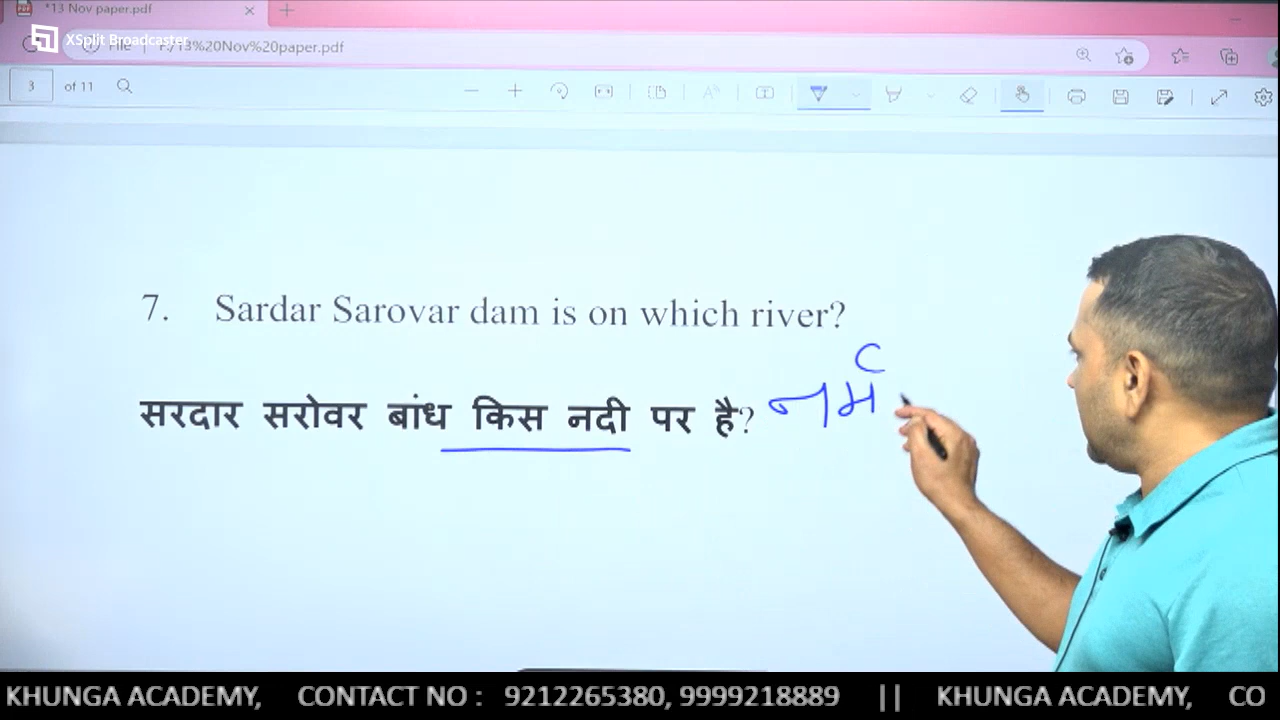 *13 Nov paper.pdf
XSplit Broadcaster
File F:/13%20Nov%20paper.pdf
3 of 11
7. Sardar Sarovar dam is on which river?
सरदार सरोवर बांध किस नदी पर है? नर्म
KHUNGA ACADEMY, CONTACT NO : 9212265380, 9999218889 || KHUNGA ACADEMY, CO